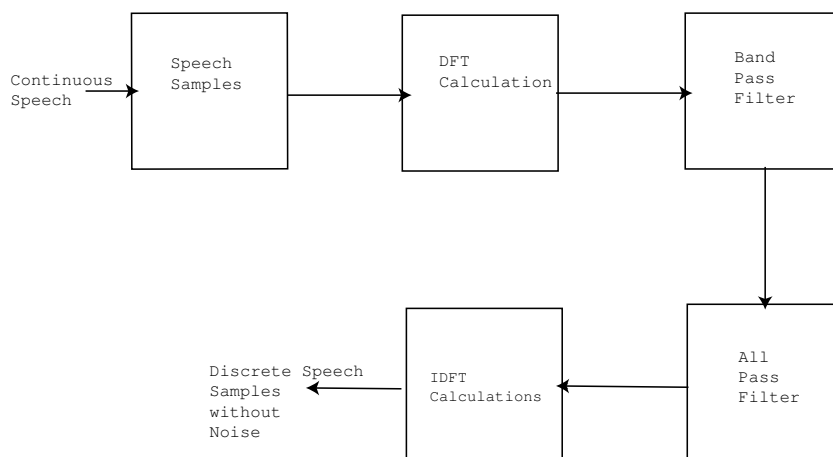 Continuous
Speech
Speech
Samples
DFT
Calculation
Band
Pass
Filter
All
Pass
Filter
IDFT
Calculations
Discrete Speech
Samples
without
Noise